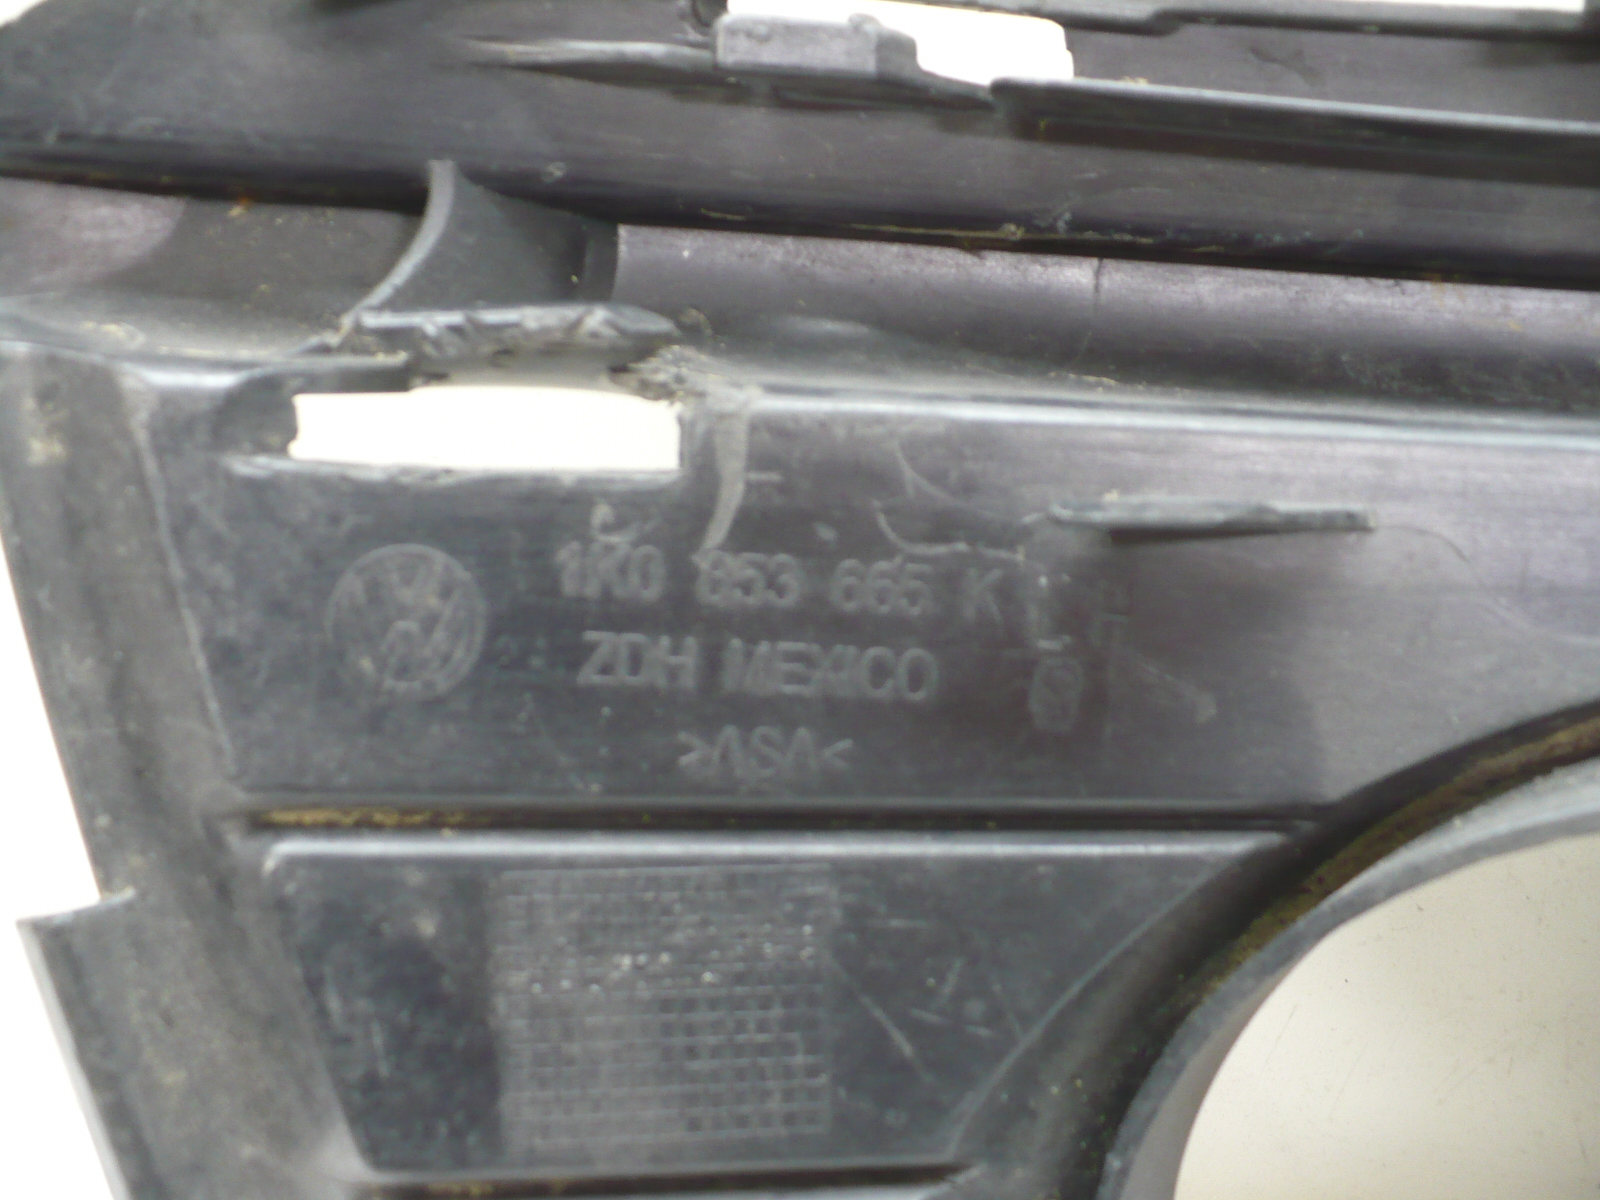 1K0 853 665 K
ZDH MEXICO
>ASA<